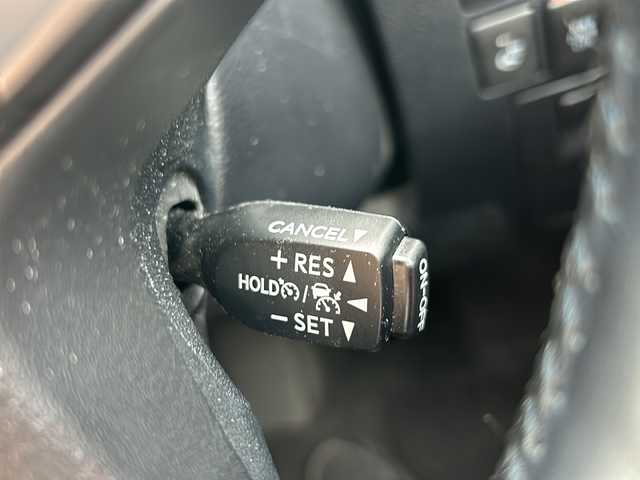 CANCEL▼
+ RES ▲
HOLD / ◀
− SET ▼
ON-OFF